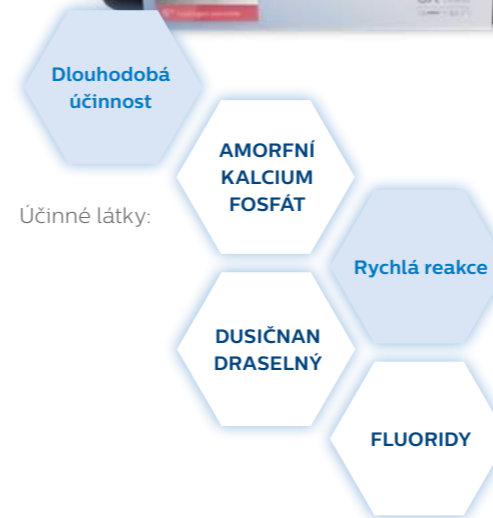 Dlouhodobá
účinnost
AMORFNÍ
KALCIUM
FOSFÁT
Účinné látky:
Rychlá reakce
DUSIČNAN
DRASELNÝ
FLUORIDY